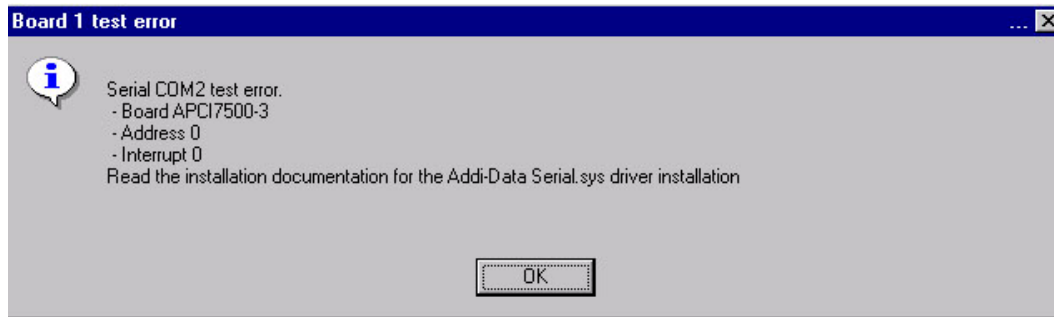 Board 1 test error ...
Serial COM2 test error.
- Board APCI7500-3
- Address 0
- Interrupt 0
Read the installation documentation for the Addi-Data Serial.sys driver installation
OK